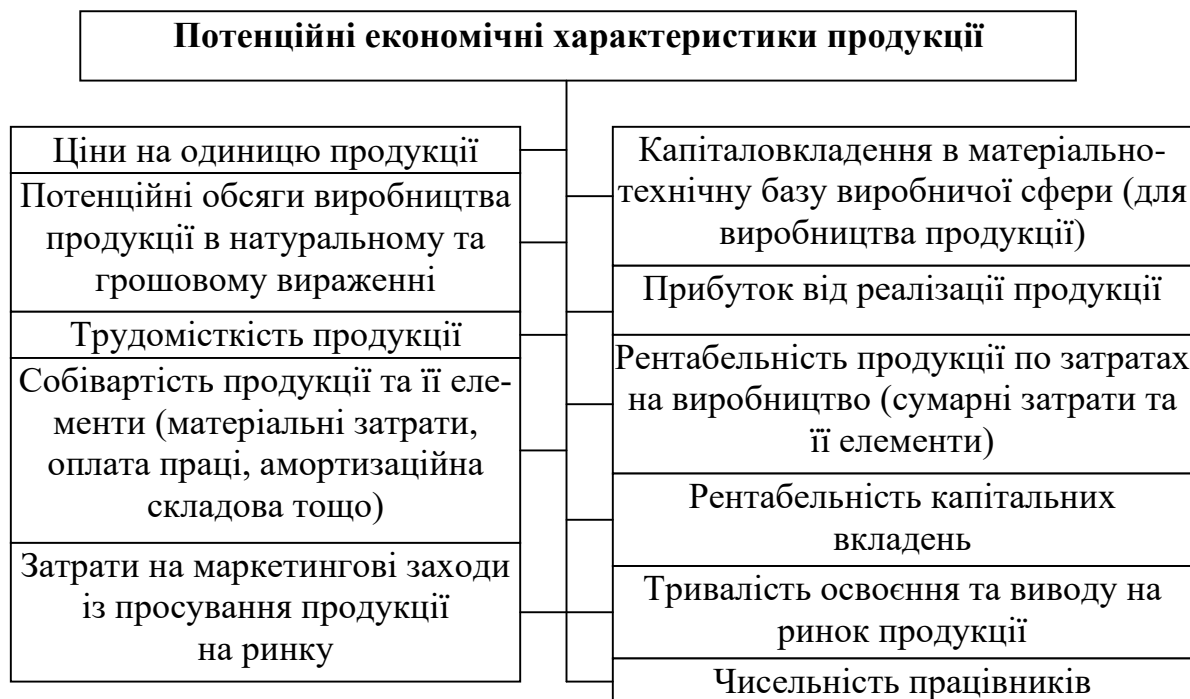 Потенційні економічні характеристики продукції
Ціни на одиницю продукції
Потенційні обсяги виробництва
продукції в натуральному та
грошовому вираженні
Трудомісткість продукції
Собівартість продукції та її еле-
менти (матеріальні затрати,
оплата праці, амортизаційна
складова тощо)
Затрати на маркетингові заходи
із просування продукції
на ринку
Капіталовкладення в матеріально-
технічну базу виробничої сфери (для
виробництва продукції)
Прибуток від реалізації продукції
Рентабельність продукції по затратах
на виробництво (сумарні затрати та
її елементи)
Рентабельність капітальних
вкладень
Тривалість освоєння та виводу на
ринок продукції
Чисельність працівників